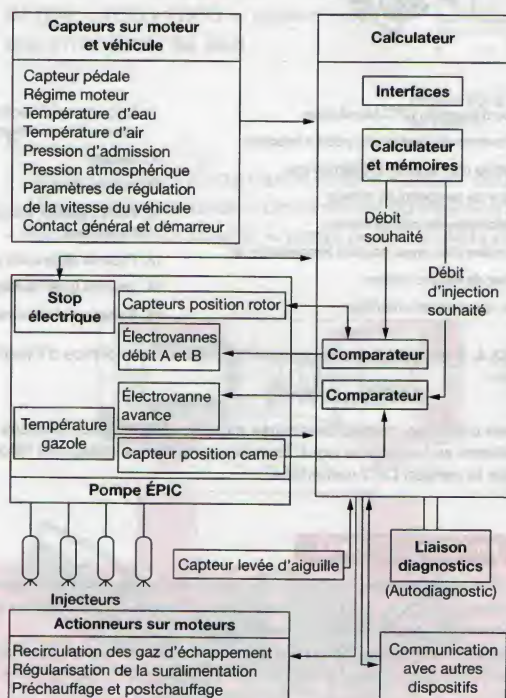 Capteurs sur moteur
et véhicule
Capteur pédale
Régime moteur
Température d'eau
Température d'air
Pression d'admission
Pression atmosphérique
Paramètres de régulation
de la vitesse du véhicule
Contact général et démarreur
Calculateur
Interfaces
Calculateur
et mémoires
Débit
souhaité
Débit
d'injection
souhaité
Comparateur
Comparateur
Stop
électrique
Capteurs position rotor
Électrovannes
débit A et B
Électrovanne
avance
Température
gazole
Capteur position came
Pompe ÉPIC
Injecteurs
Capteur levée d'aiguille
Liaison
diagnostics
(Autodiagnostic)
Actionneurs sur moteurs
Recirculation des gaz d'échappement
Régularisation de la suralimentation
Préchauffage et postchauffage
Communication
avec autres
dispositifs